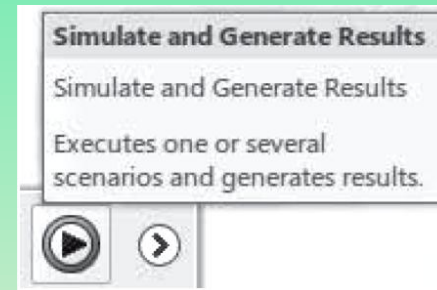 Simulate and Generate Results
Simulate and Generate Results
Executes one or several
scenarios and generates results.